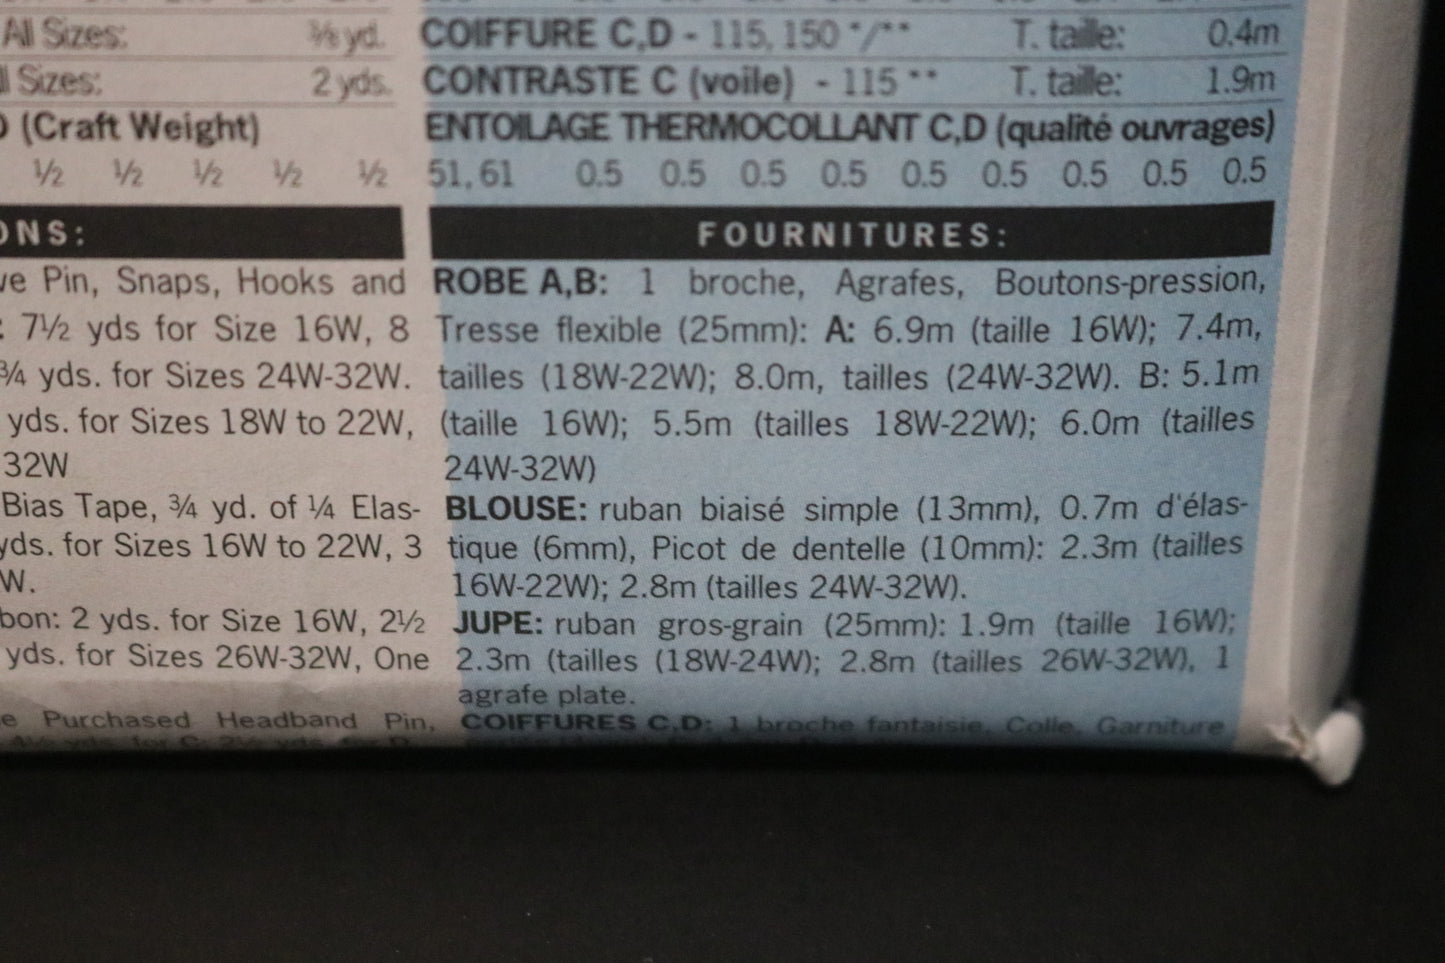 All Sizes: ⅜ yd.
Sizes: 2 yds.
(Craft Weight)
½ ½ ½ ½ ½
ONS:
ve Pin, Snaps, Hooks and
: 7½ yds for Size 16W, 8
¾ yds. for Sizes 24W-32W.
yds. for Sizes 18W to 22W,
32W
Bias Tape, ¾ yd. of ¼ Elas-
yds. for Sizes 16W to 22W, 3
W.
bon: 2 yds. for Size 16W, 2½
yds. for Sizes 26W-32W, One
e Purchased Headband Pin,
COIFFURE C,D - 115, 150 */** T. taille: 0.4m
CONTRASTE C (voile) - 115 ** T. taille: 1.9m
ENTOILAGE THERMOCOLLANT C,D (qualité ouvrages)
51, 61 0.5 0.5 0.5 0.5 0.5 0.5 0.5 0.5 0.5
FOURNITURES:
ROBE A,B: 1 broche, Agrafes, Boutons-pression,
Tresse flexible (25mm): A: 6.9m (taille 16W); 7.4m,
tailles (18W-22W); 8.0m, tailles (24W-32W). B: 5.1m
(taille 16W); 5.5m (tailles 18W-22W); 6.0m (tailles
24W-32W)
BLOUSE: ruban biaisé simple (13mm), 0.7m d'élas-
tique (6mm), Picot de dentelle (10mm): 2.3m (tailles
16W-22W); 2.8m (tailles 24W-32W).
JUPE: ruban gros-grain (25mm): 1.9m (taille 16W);
2.3m (tailles (18W-24W); 2.8m (tailles 26W-32W), 1
agrafe plate.
COIFFURES C,D: 1 broche fantaisie, Colle, Garniture